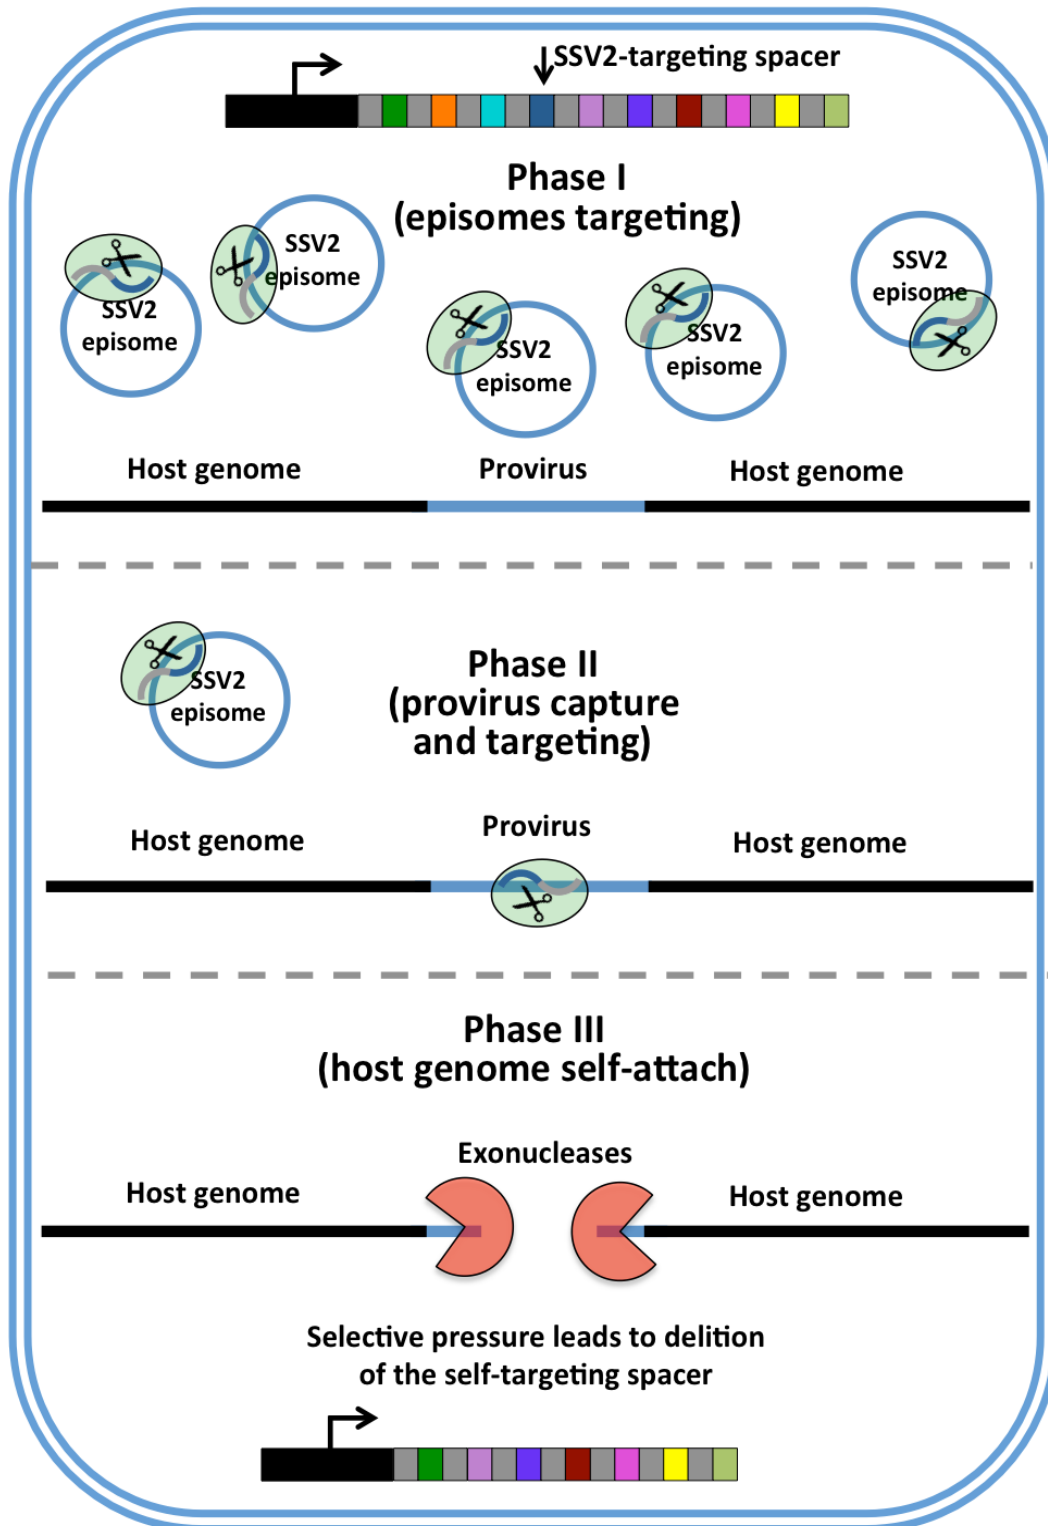 SSV2-targeting spacer
Phase I
(episomes targeting)
SSV2
episome
SSV2
episome
SSV2
episome
SSV2
episome
SSV2
episome
Host genome
Provirus
Host genome
SSV2
episome
Phase II
(provirus capture
and targeting)
Host genome
Provirus
Host genome
Phase III
(host genome self-attach)
Exonucleases
Host genome
Host genome
Selective pressure leads to delition
of the self-targeting spacer